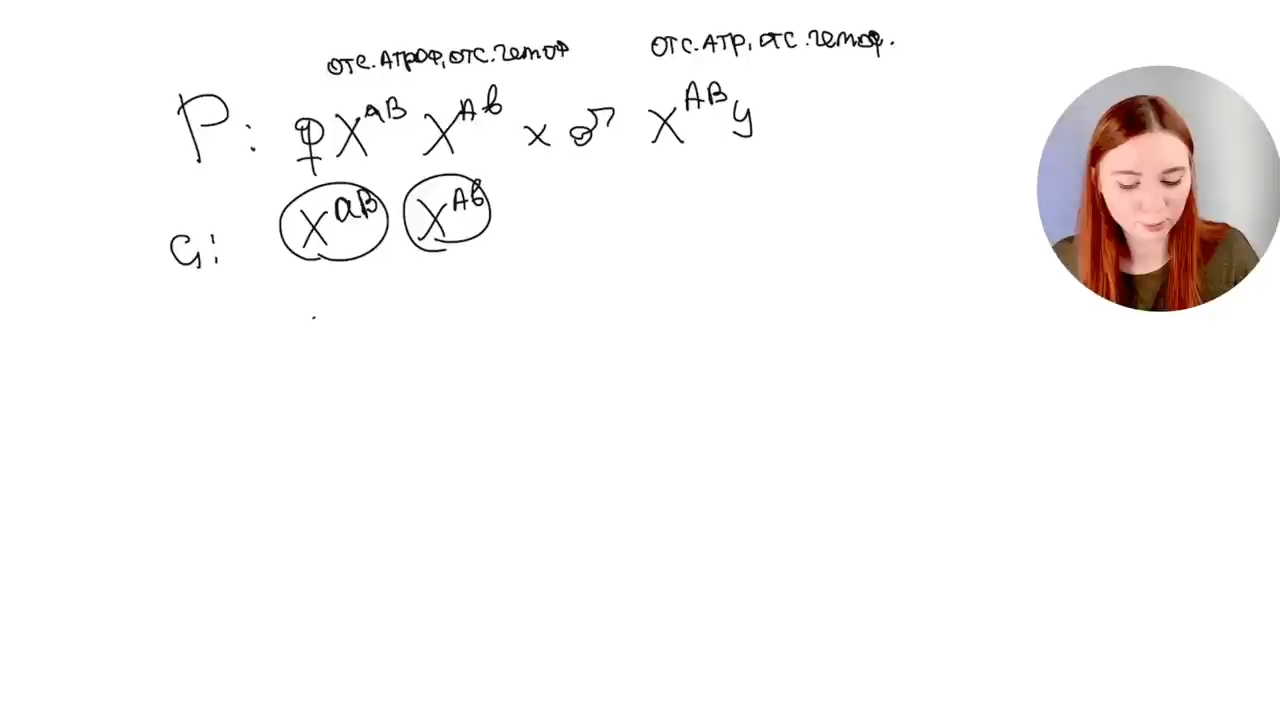 отс. Атроф, отс. гемоф отс. Атр, отс. гемоф.
P: ♀ X^aB X^Ab x ♂ X^AB y
G: X^aB X^Ab